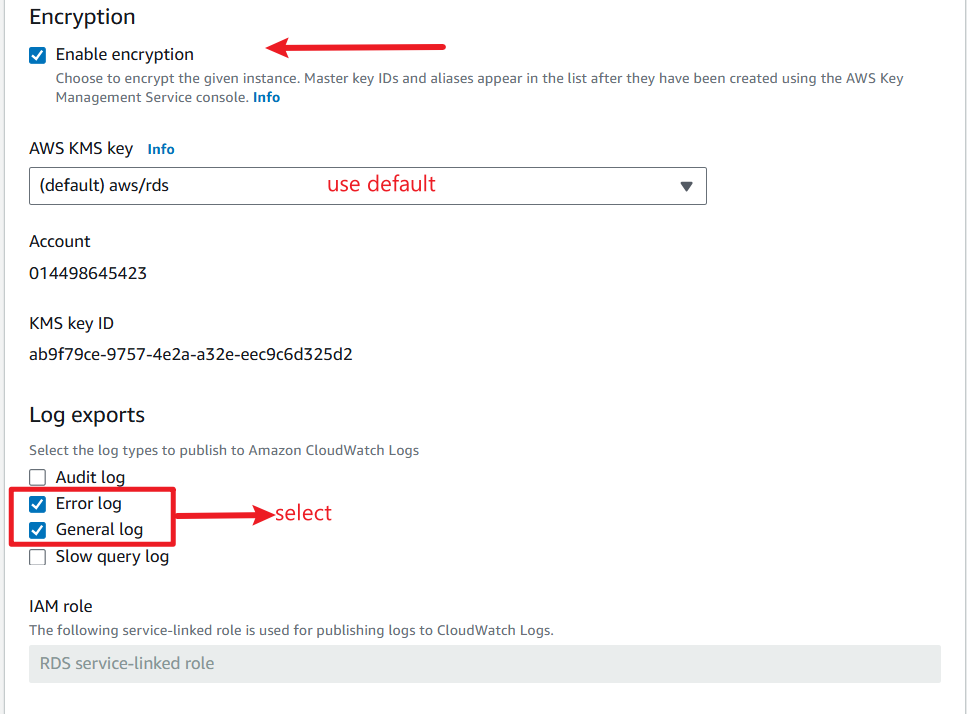 Encryption
Enable encryption
Choose to encrypt the given instance. Master key IDs and aliases appear in the list after they have been created using the AWS Key
Management Service console. Info
AWS KMS key Info
(default) aws/rds use default
Account
014498645423
KMS key ID
ab9f79ce-9757-4e2a-a32e-eec9c6d325d2
Log exports
Select the log types to publish to Amazon CloudWatch Logs
Audit log
Error log
select
General log
Slow query log
IAM role
The following service-linked role is used for publishing logs to CloudWatch Logs.
RDS service-linked role